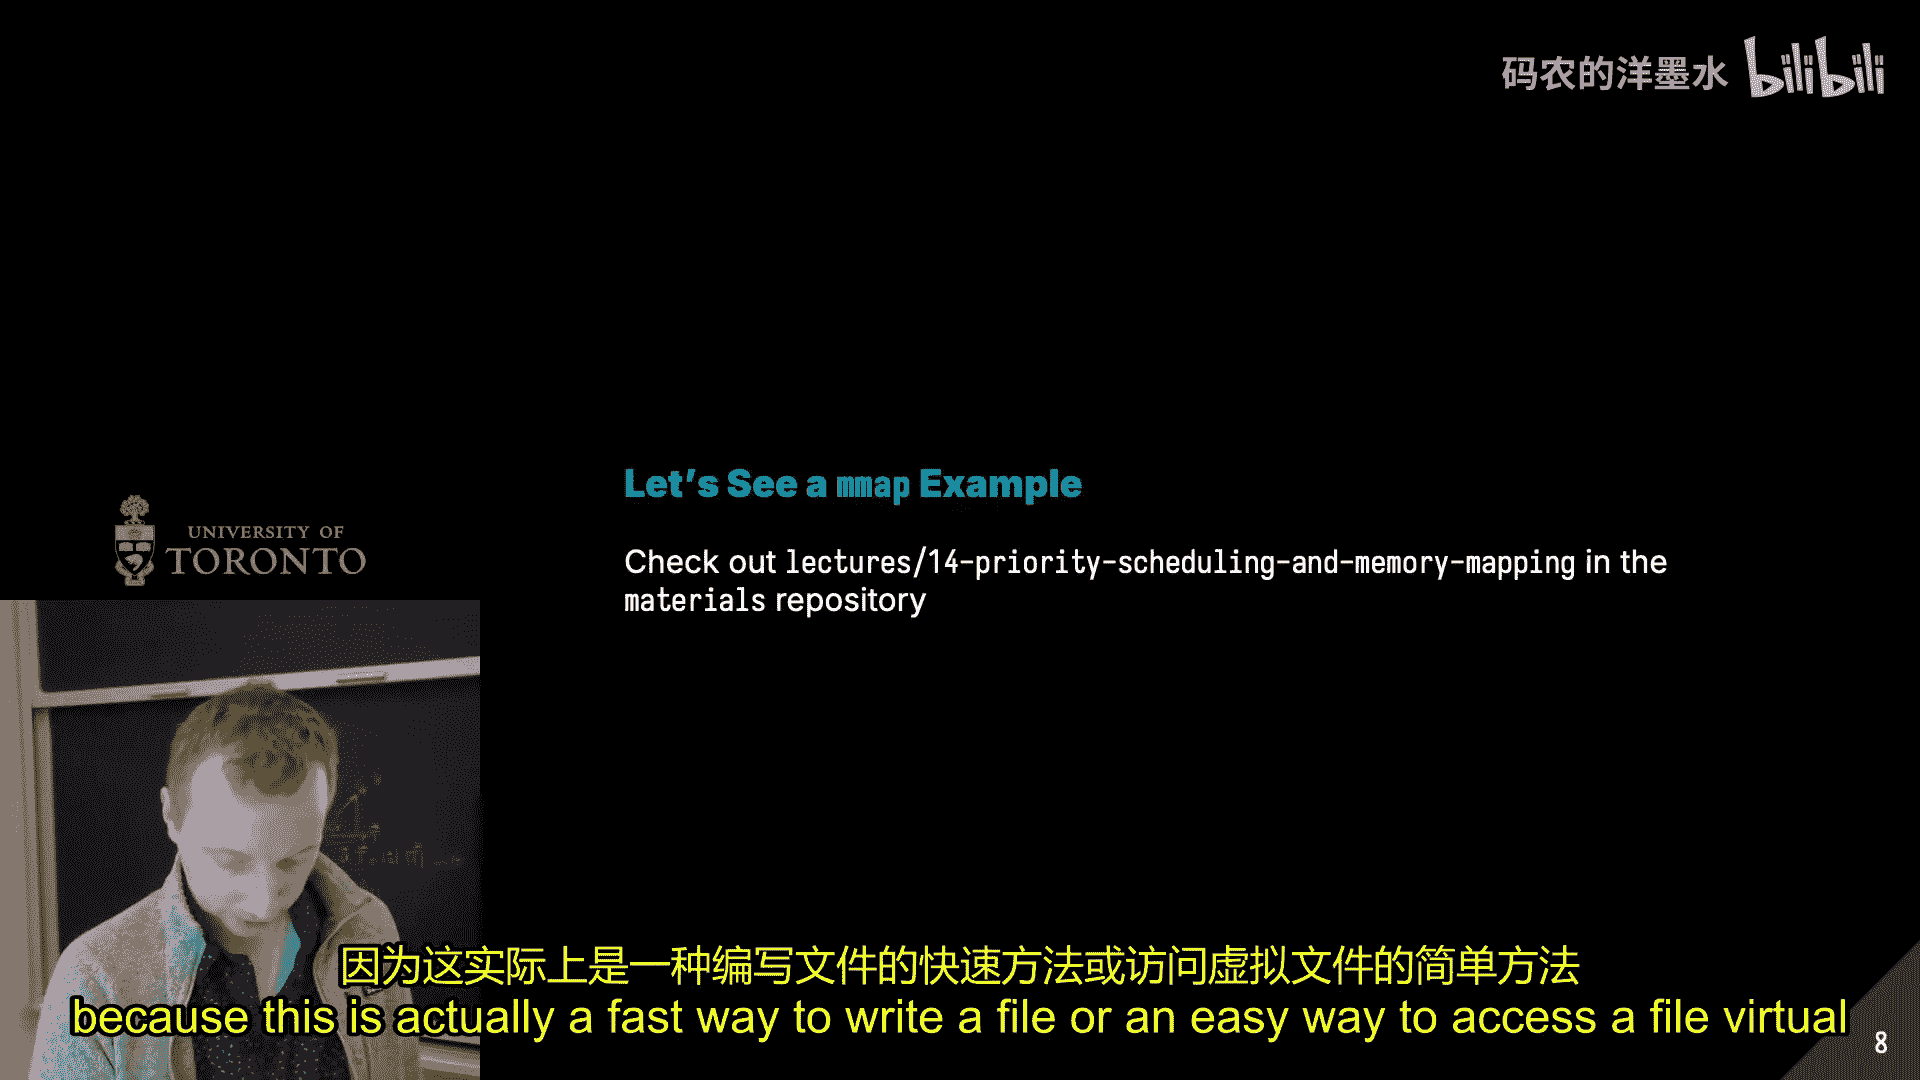 码农的洋墨水 bilibili
Let's See a mmap Example
UNIVERSITY OF
TORONTO
Check out lectures/14-priority-scheduling-and-memory-mapping in the
materials repository
因为这实际上是一种编写文件的快速方法或访问虚拟文件的简单方法
because this is actually a fast way to write a file or an easy way to access a file virtual
8